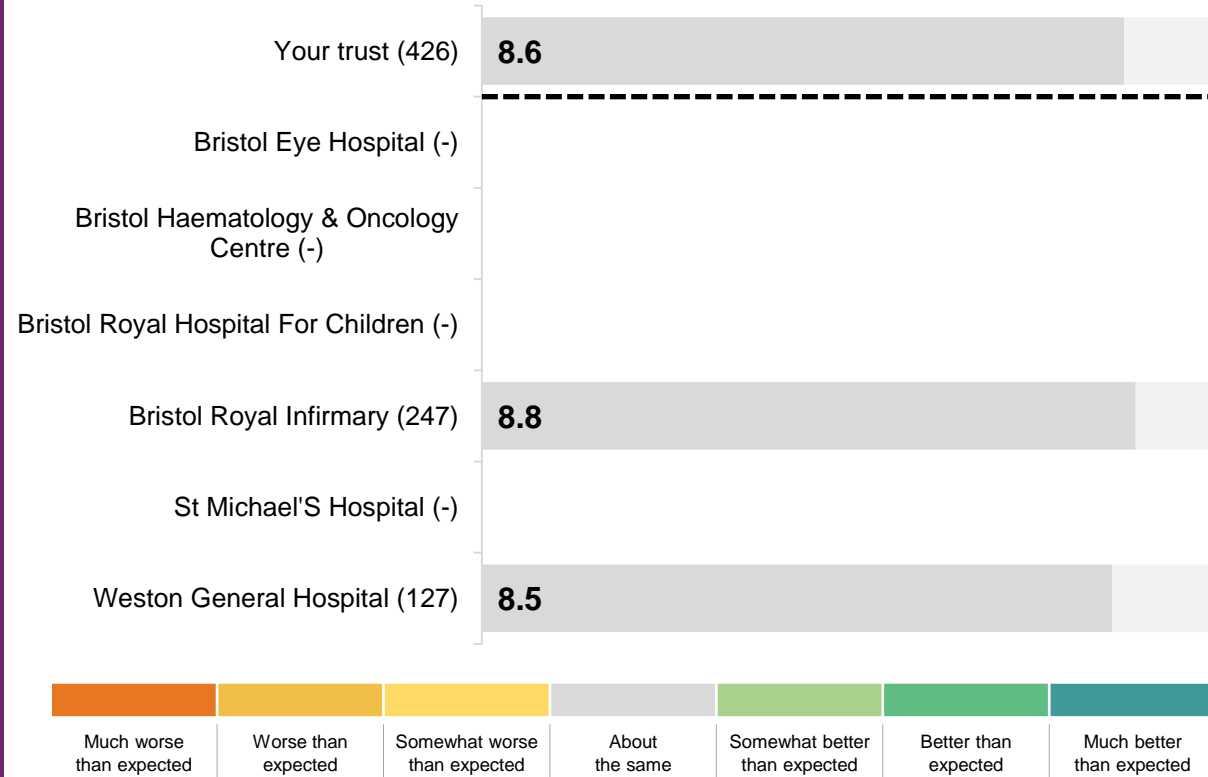 Your trust (426)
8.6
Bristol Eye Hospital (-)
Bristol Haematology & Oncology
Centre (-)
Bristol Royal Hospital For Children (-)
Bristol Royal Infirmary (247)
8.8
St Michael'S Hospital (-)
Weston General Hospital (127)
8.5
Much worse
than expected
Worse than
expected
Somewhat worse
than expected
About
the same
Somewhat better
than expected
Better than
expected
Much better
than expected